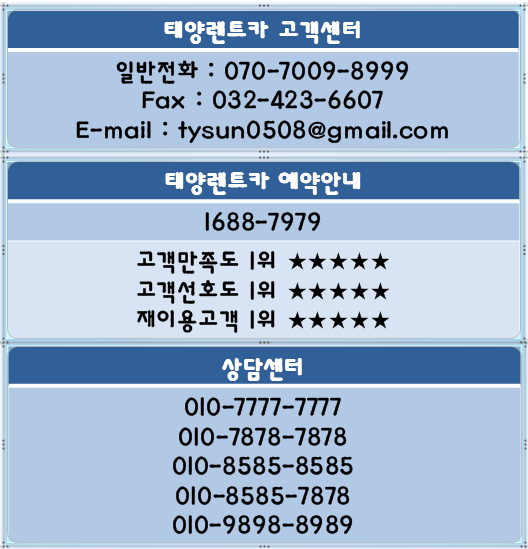 태양렌트카 고객센터
일반전화 : 070-7009-8999
Fax : 032-423-6607
E-mail : tysun0508@gmail.com
태양렌트카 예약안내
1688-7979
고객만족도 1위 ★★★★★
고객선호도 1위 ★★★★★
재이용고객 1위 ★★★★★
상담센터
010-7777-7777
010-7878-7878
010-8585-8585
010-8585-7878
010-9898-8989